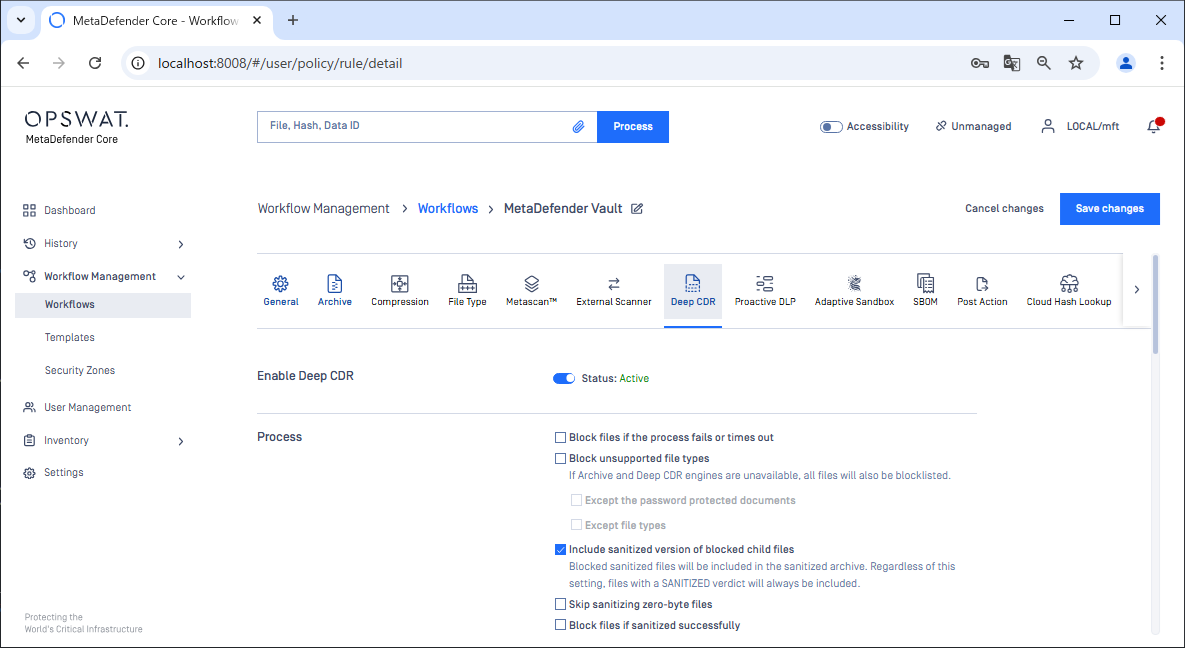 MetaDefender Core - Workflow
localhost:8008/#/user/policy/rule/detail
OPSWAT.
MetaDefender Core
File, Hash, Data ID
Process
Accessibility
Unmanaged
LOCAL/mft
Dashboard
History
Workflow Management
Workflows
Templates
Security Zones
User Management
Inventory
Settings
Protecting the
World's Critical Infrastructure
Workflow Management > Workflows > MetaDefender Vault
Cancel changes
Save changes
General
Archive
Compression
File Type
Metascan™
External Scanner
Deep CDR
Proactive DLP
Adaptive Sandbox
SBOM
Post Action
Cloud Hash Lookup
Enable Deep CDR
Status: Active
Process
Block files if the process fails or times out
Block unsupported file types
If Archive and Deep CDR engines are unavailable, all files will also be blocklisted.
Except the password protected documents
Except file types
Include sanitized version of blocked child files
Blocked sanitized files will be included in the sanitized archive. Regardless of this
setting, files with a SANITIZED verdict will always be included.
Skip sanitizing zero-byte files
Block files if sanitized successfully